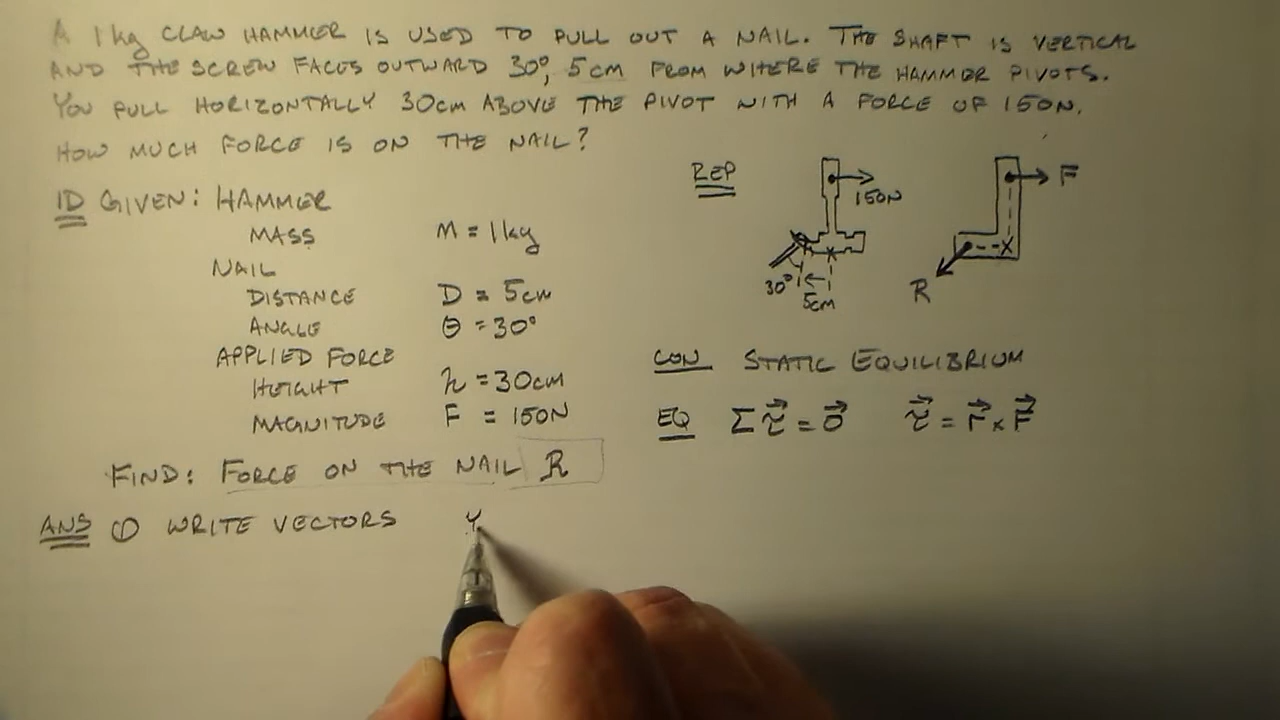 A 1kg CLAW HAMMER IS USED TO PULL OUT A NAIL. THE SHAFT IS VERTICAL
AND THE SCREW FACES OUTWARD 30°, 5cm FROM WHERE THE HAMMER PIVOTS.
YOU PULL HORIZONTALLY 30cm ABOVE THE PIVOT WITH A FORCE OF 150N.
HOW MUCH FORCE IS ON THE NAIL?
ID GIVEN: HAMMER
MASS M = 1kg
NAIL
DISTANCE D = 5cm
ANGLE θ = 30°
APPLIED FORCE
HEIGHT h = 30cm
MAGNITUDE F = 150N
FIND: FORCE ON THE NAIL R
REP
150N
30°
5cm
F
R
CON STATIC EQUILIBRIUM
EQ Σ τ⃗ = 0⃗ τ⃗ = r⃗ × F⃗
ANS ① WRITE VECTORS